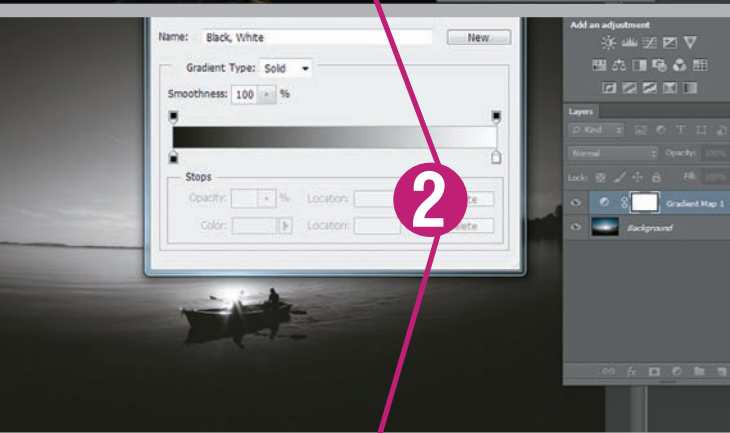 Name: Black, White New
Gradient Type: Solid
Smoothness: 100 %
Stops
Opacity: % Location:
Color: Location: Delete
2
Add an adjustment
Layers
Kind
Normal Opacity: 100%
Lock: Fill: 100%
Gradient Map 1
Background